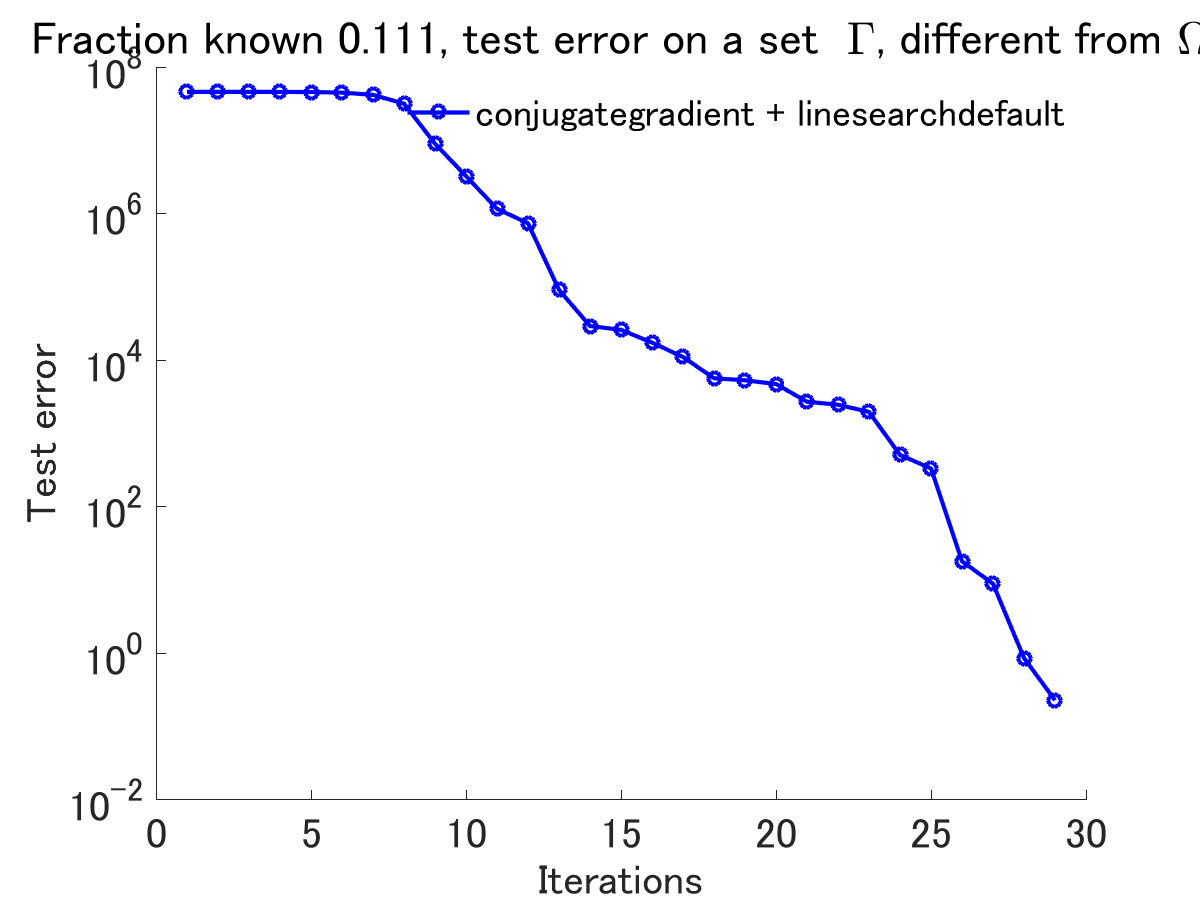 Fraction known 0.111, test error on a set Γ, different from Ω
10^8
conjugategradient + linesearchdefault
10^6
10^4
10^2
10^0
10^-2
Test error
0 5 10 15 20 25 30
Iterations